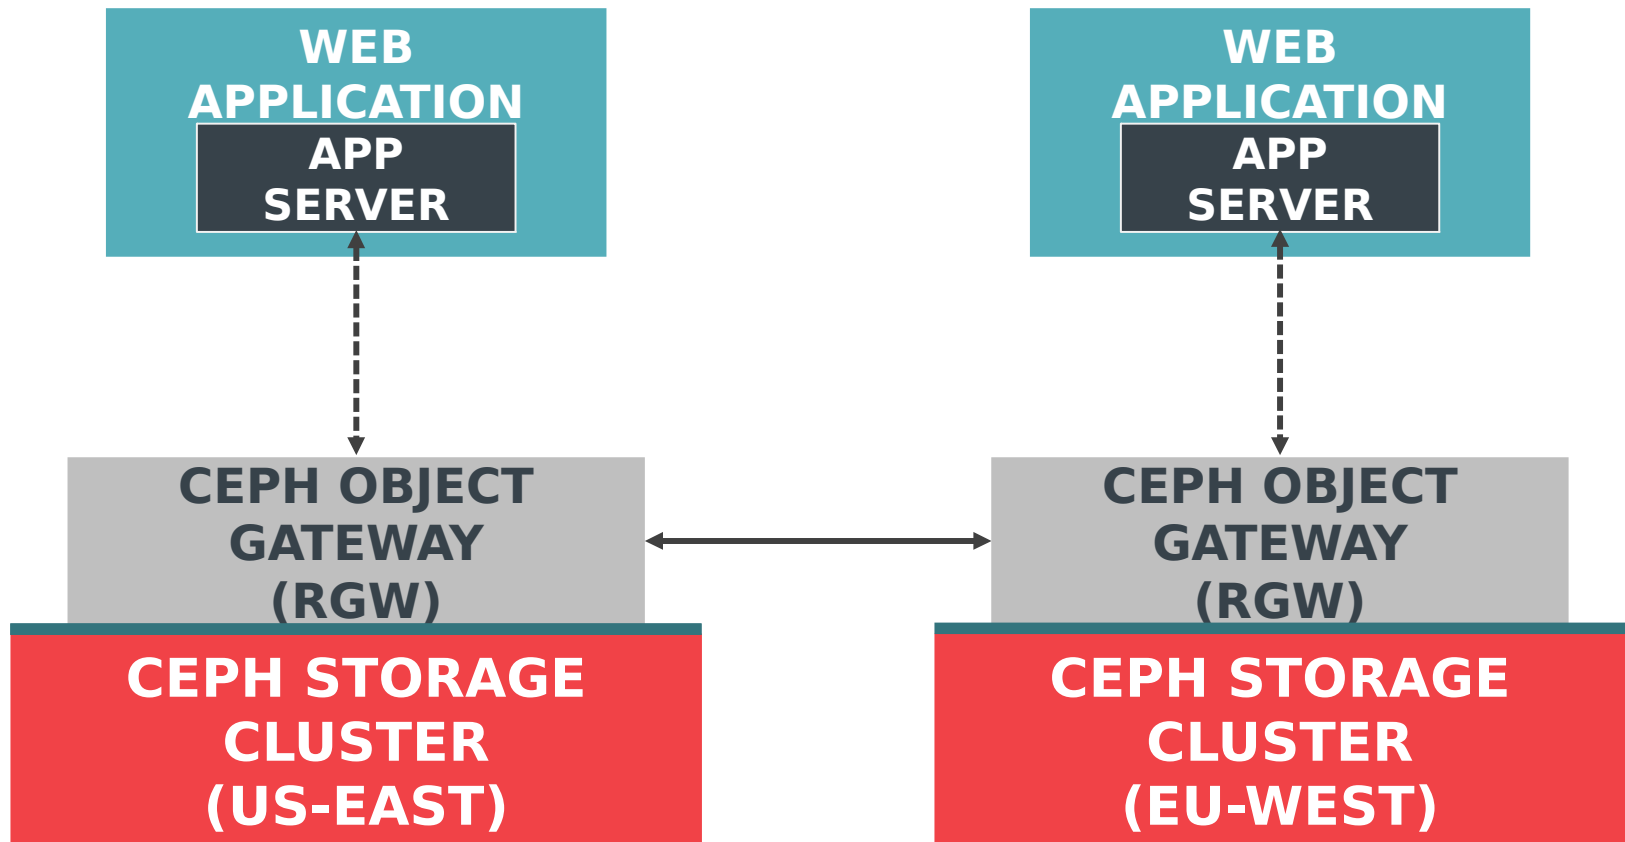 WEB
APPLICATION
APP
SERVER
CEPH OBJECT
GATEWAY
(RGW)
CEPH STORAGE
CLUSTER
(US-EAST)
WEB
APPLICATION
APP
SERVER
CEPH OBJECT
GATEWAY
(RGW)
CEPH STORAGE
CLUSTER
(EU-WEST)